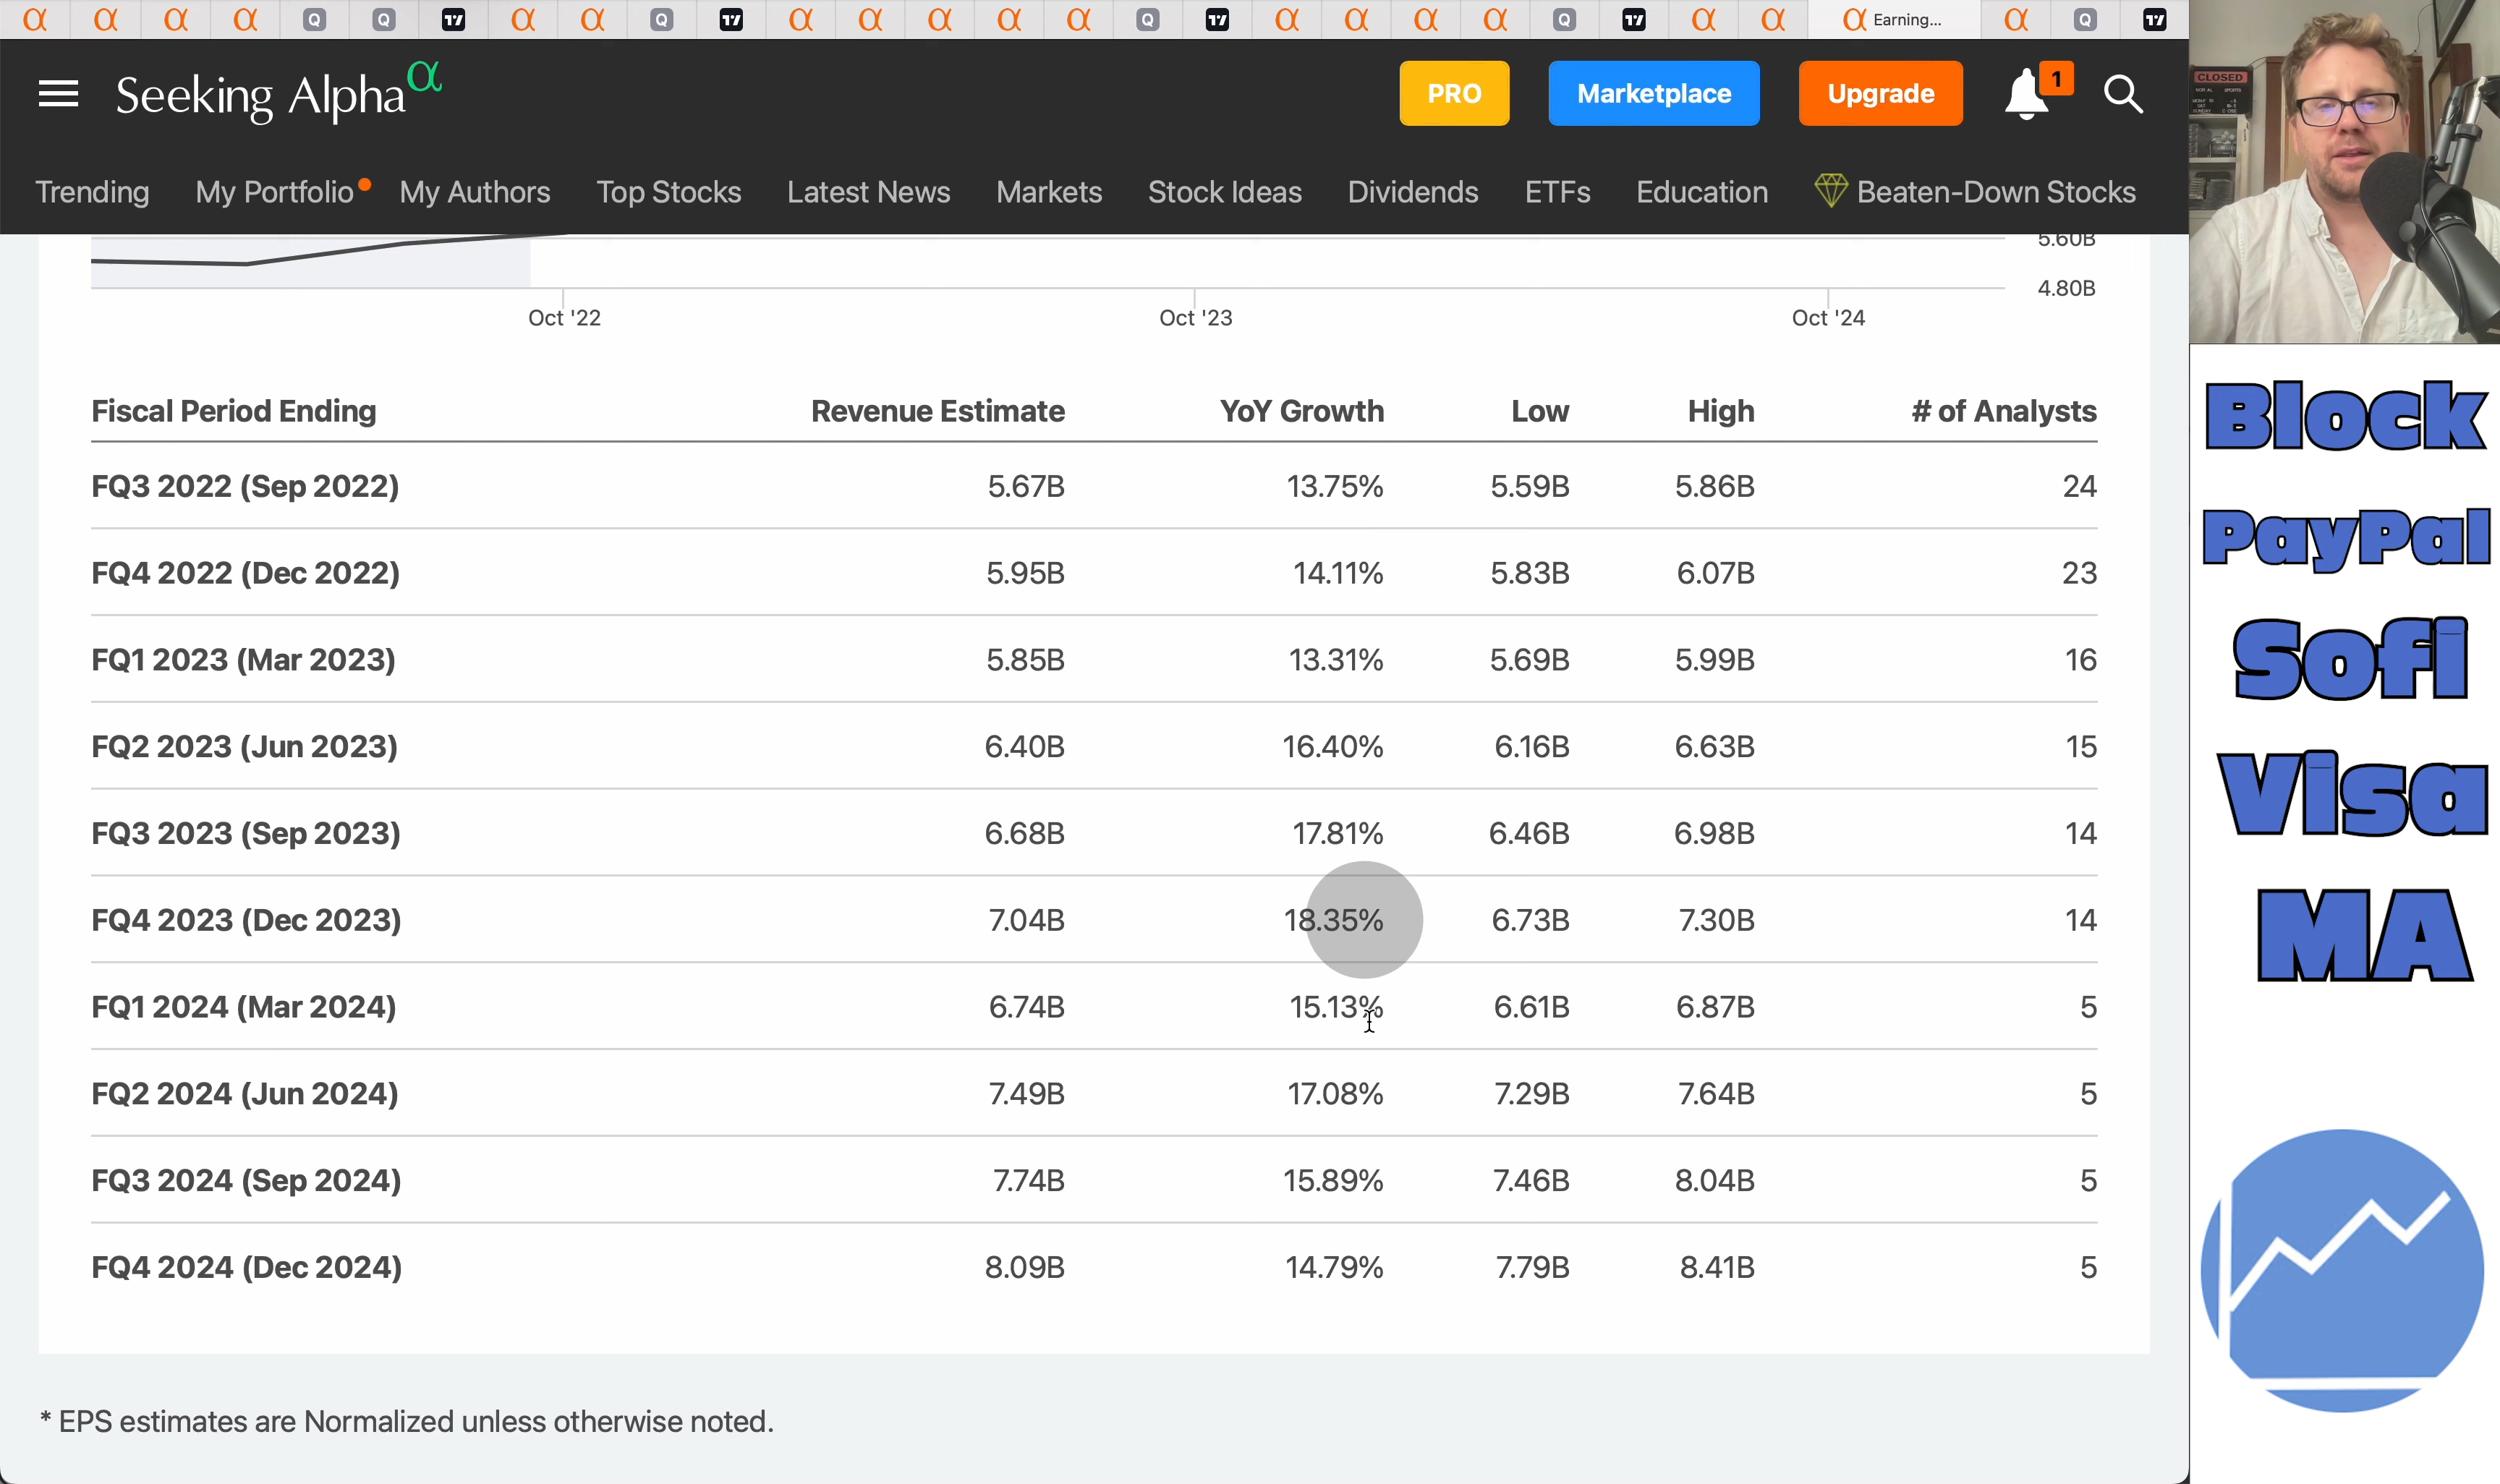 Earning...
Seeking Alpha α
PRO
Marketplace
Upgrade
1
Trending
My Portfolio
My Authors
Top Stocks
Latest News
Markets
Stock Ideas
Dividends
ETFs
Education
Beaten-Down Stocks
CLOSED
5.60B
4.80B
Oct '22
Oct '23
Oct '24
Fiscal Period Ending Revenue Estimate YoY Growth Low High # of Analysts
FQ3 2022 (Sep 2022) 5.67B 13.75% 5.59B 5.86B 24
FQ4 2022 (Dec 2022) 5.95B 14.11% 5.83B 6.07B 23
FQ1 2023 (Mar 2023) 5.85B 13.31% 5.69B 5.99B 16
FQ2 2023 (Jun 2023) 6.40B 16.40% 6.16B 6.63B 15
FQ3 2023 (Sep 2023) 6.68B 17.81% 6.46B 6.98B 14
FQ4 2023 (Dec 2023) 7.04B 18.35% 6.73B 7.30B 14
FQ1 2024 (Mar 2024) 6.74B 15.13% 6.61B 6.87B 5
FQ2 2024 (Jun 2024) 7.49B 17.08% 7.29B 7.64B 5
FQ3 2024 (Sep 2024) 7.74B 15.89% 7.46B 8.04B 5
FQ4 2024 (Dec 2024) 8.09B 14.79% 7.79B 8.41B 5
* EPS estimates are Normalized unless otherwise noted.
Block
PayPal
Sofi
Visa
MA